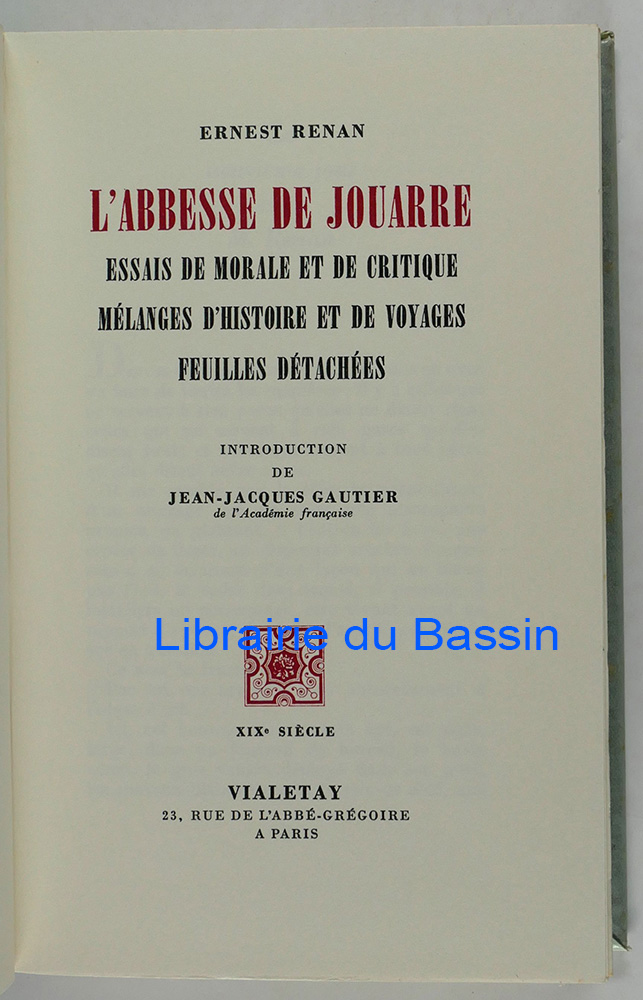 ERNEST RENAN
L'ABBESSE DE JOUARRE
ESSAIS DE MORALE ET DE CRITIQUE
MÉLANGES D'HISTOIRE ET DE VOYAGES
FEUILLES DÉTACHÉES
INTRODUCTION
DE
JEAN-JACQUES GAUTIER
de l'Académie française
Librairie du Bassin
XIXe SIÈCLE
VIALETAY
23, RUE DE L'ABBÉ-GRÉGOIRE
A PARIS